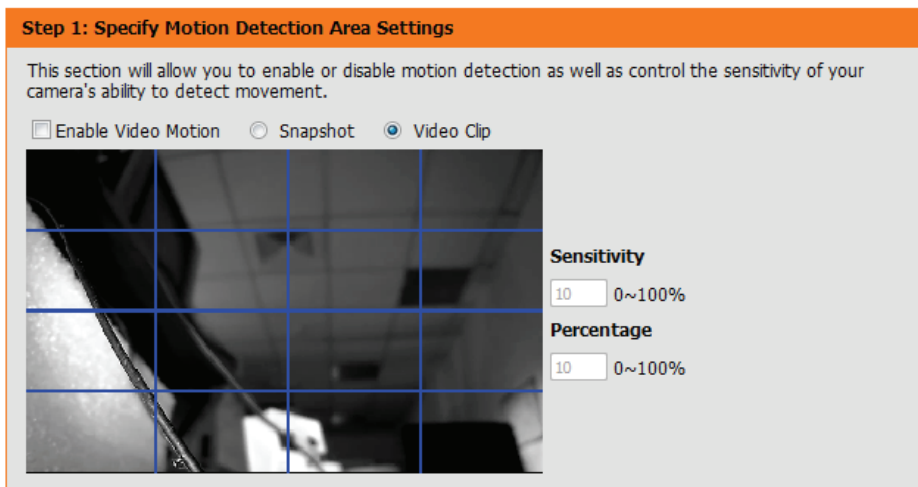 Step 1: Specify Motion Detection Area Settings
This section will allow you to enable or disable motion detection as well as control the sensitivity of your
camera's ability to detect movement.
Enable Video Motion Snapshot Video Clip
Sensitivity
10 0~100%
Percentage
10 0~100%